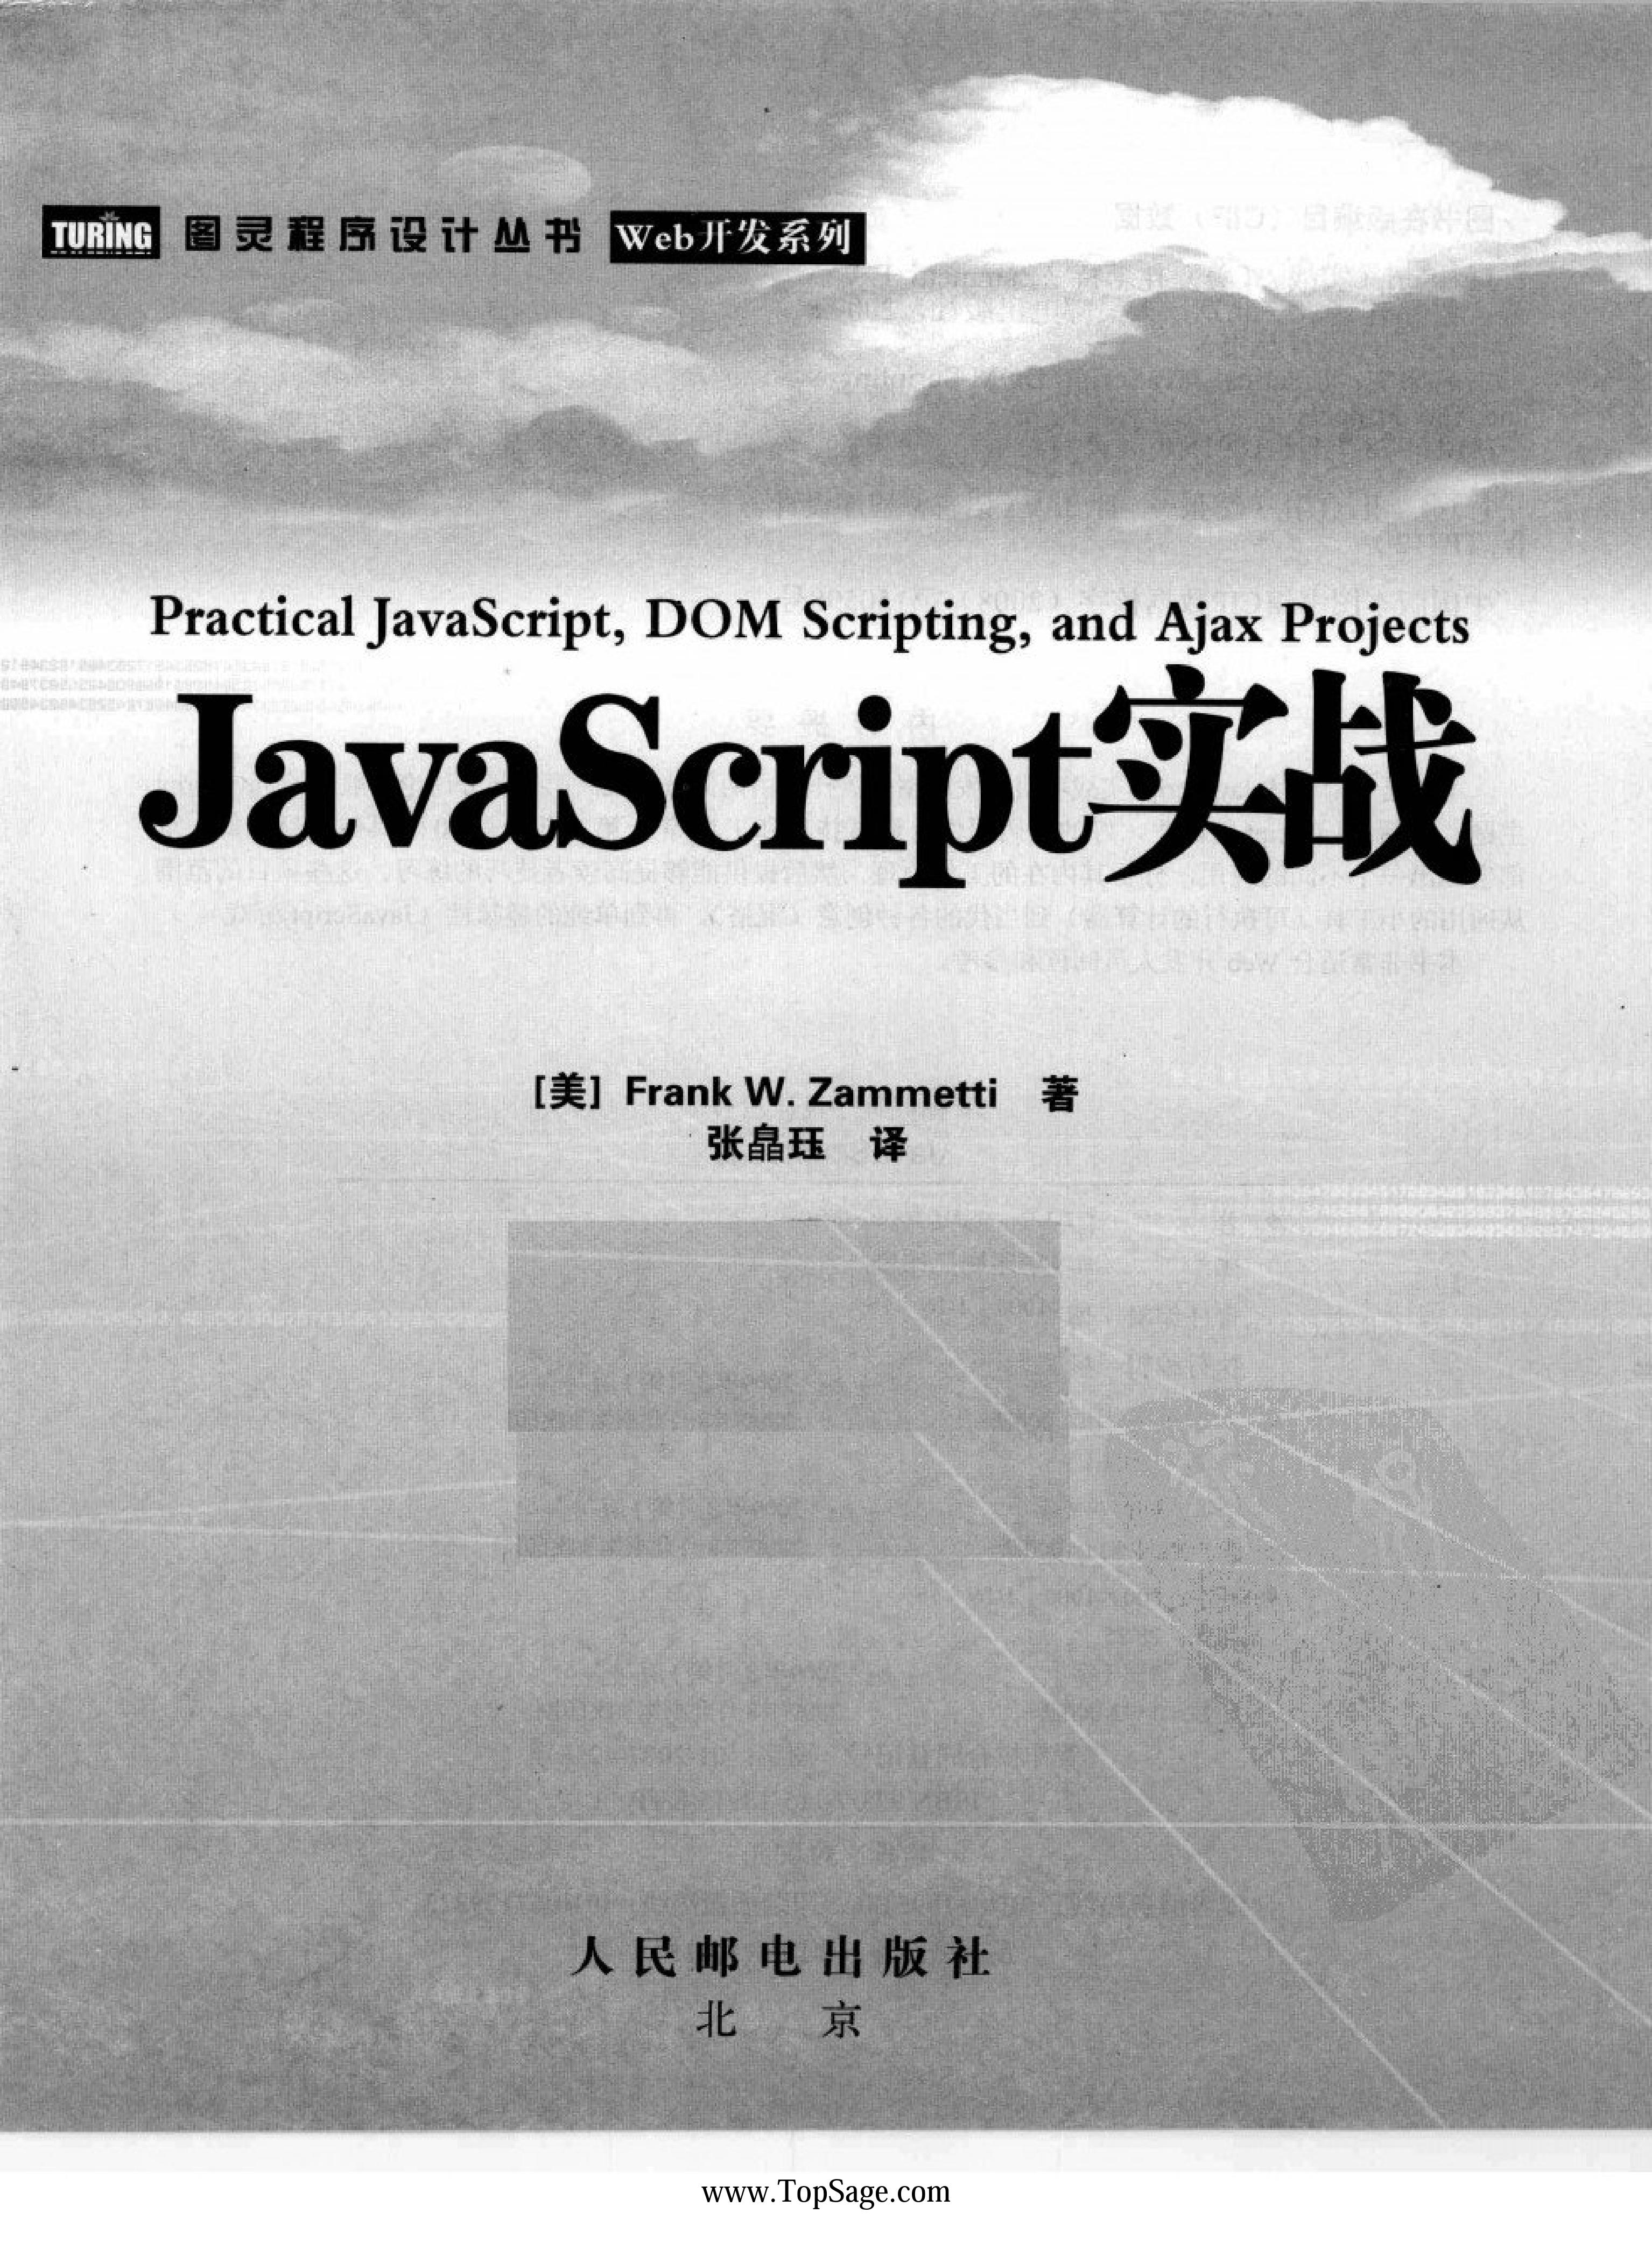 TURING 图灵程序设计丛书 Web开发系列
Practical JavaScript, DOM Scripting, and Ajax Projects
JavaScript实战
[美] Frank W. Zammetti 著
张晶珏 译
人民邮电出版社
北 京
www.TopSage.com